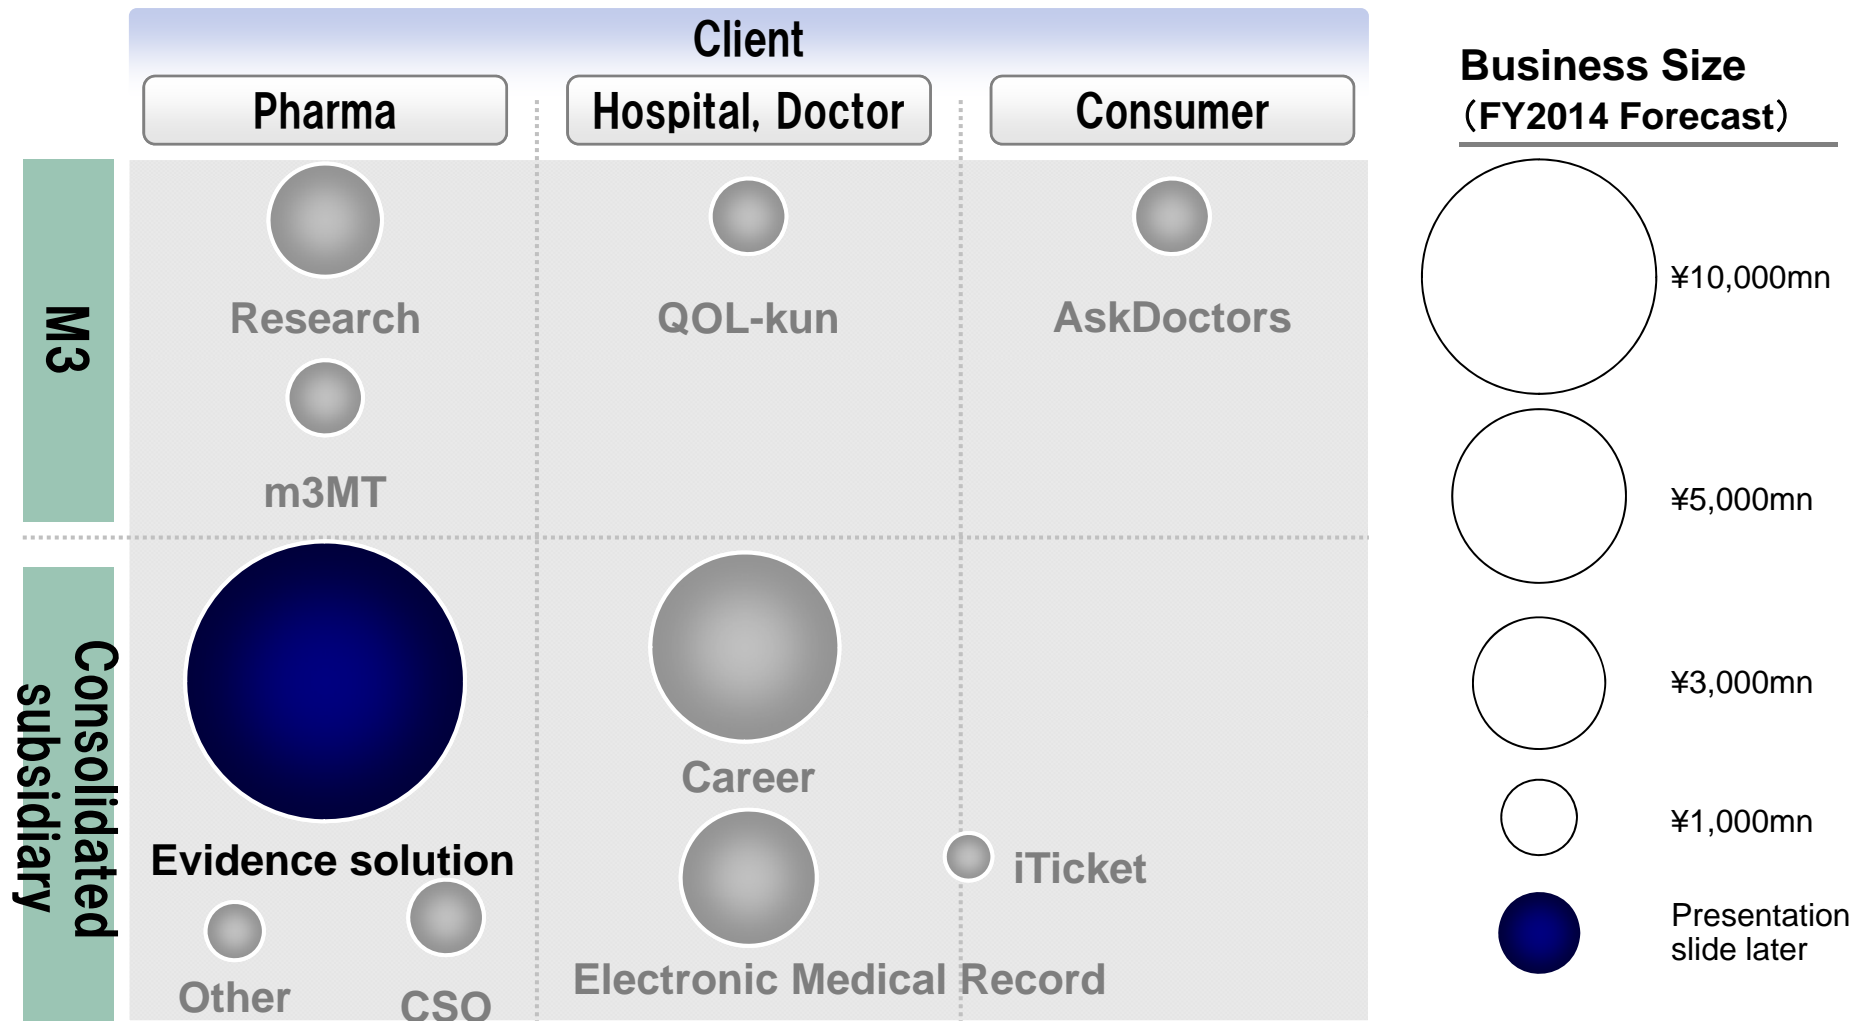 Client
Pharma
Hospital, Doctor
Consumer
Business Size
（FY2014 Forecast）
M3
Research
QOL-kun
AskDoctors
m3MT
Consolidated
subsidiary
Evidence solution
Career
iTicket
Other
CSO
Electronic Medical Record
¥10,000mn
¥5,000mn
¥3,000mn
¥1,000mn
Presentation
slide later